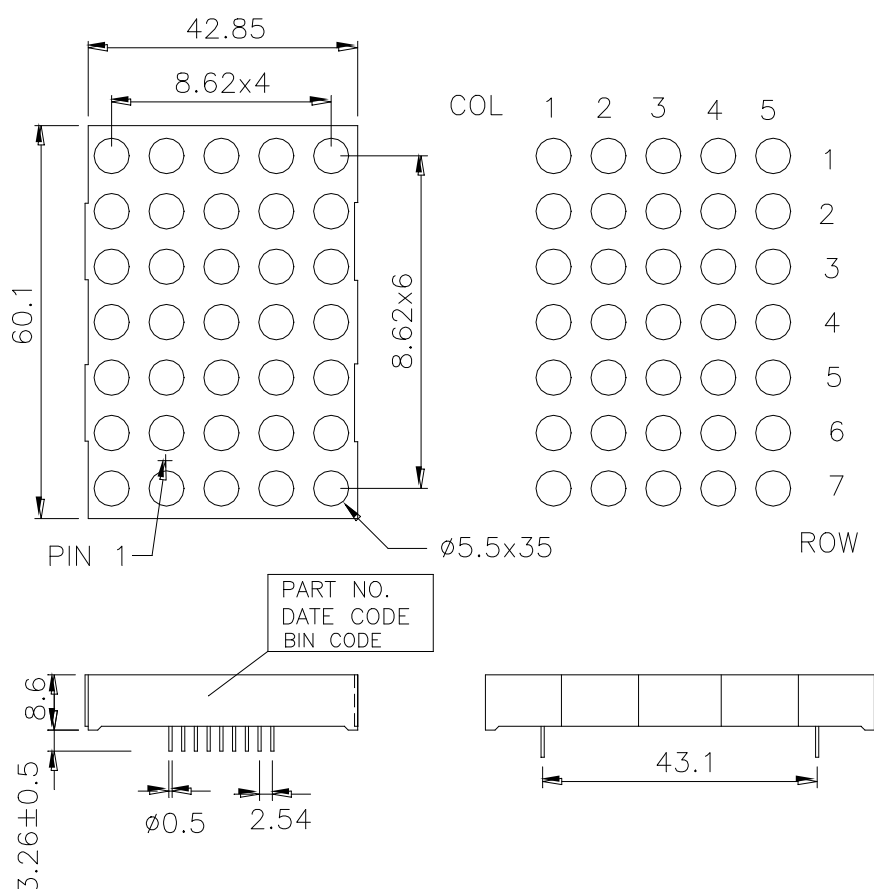 42.85
8.62x4
COL 1 2 3 4 5
1
2
60.1
3
8.62x6
4
5
6
7
PIN 1
ø5.5x35
ROW
PART NO.
DATE CODE
BIN CODE
8.6
3.26±0.5
43.1
ø0.5
2.54